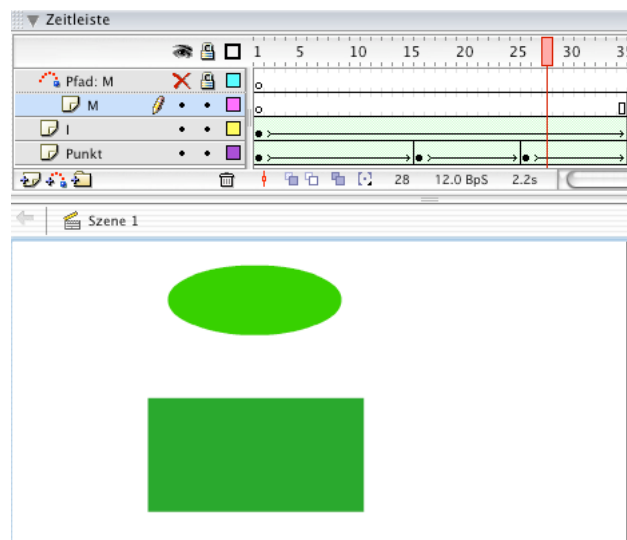 Zeitleiste
1 5 10 15 20 25 30
Pfad: M
M
I
Punkt
28 12.0 BpS 2.2s
Szene 1